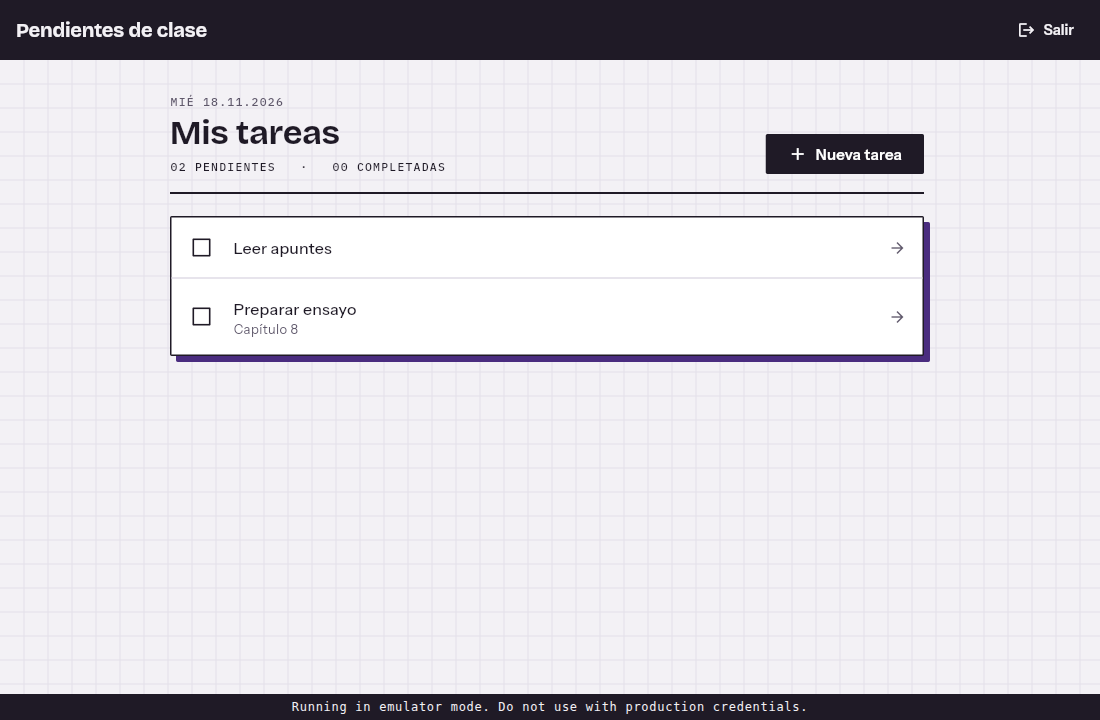 Pendientes de clase
Salir
MIÉ 18.11.2026
Mis tareas
02 PENDIENTES · 00 COMPLETADAS
Nueva tarea
Leer apuntes
Preparar ensayo
Capítulo 8
Running in emulator mode. Do not use with production credentials.